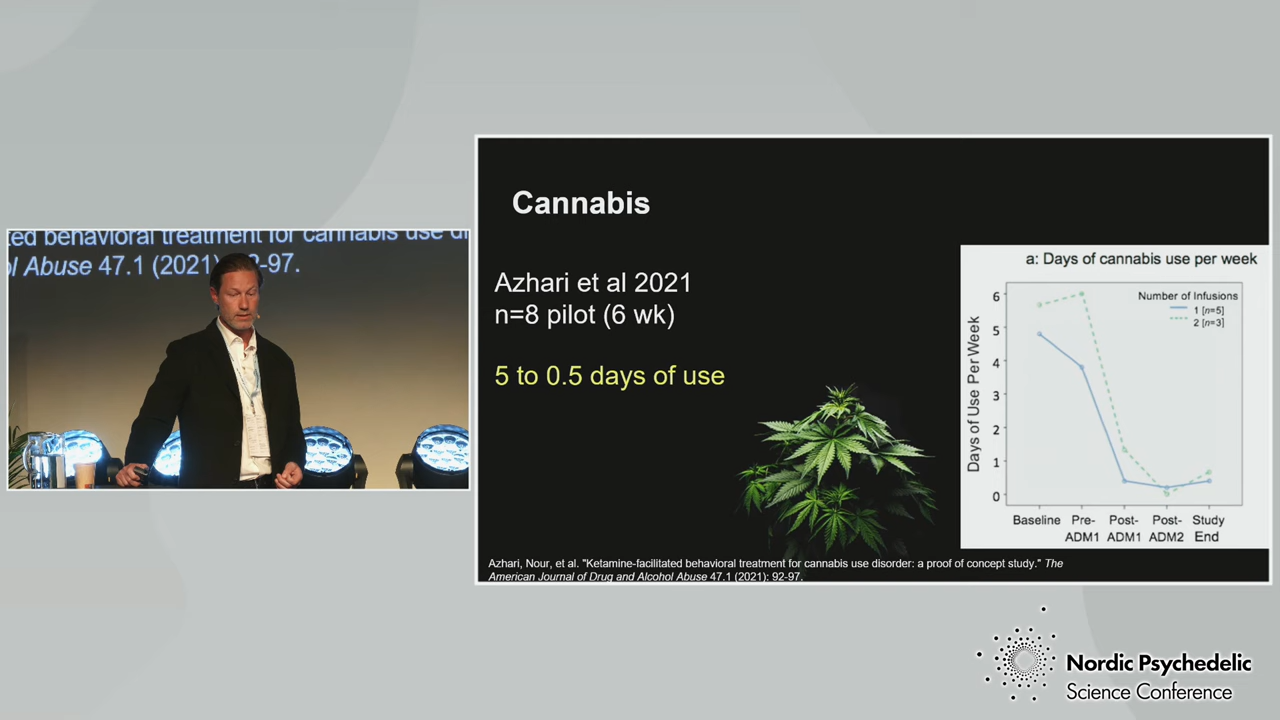 ted behavioral treatment for cannabis use di
ol Abuse 47.1 (2021) 92-97.
Cannabis
Azhari et al 2021
n=8 pilot (6 wk)
5 to 0.5 days of use
a: Days of cannabis use per week
Number of Infusions
1 [n=5]
2 [n=3]
Days of Use Per Week
6
5
4
3
2
1
0
Baseline
Pre-
ADM1
Post-
ADM1
Post-
ADM2
Study
End
Azhari, Nour, et al. "Ketamine-facilitated behavioral treatment for cannabis use disorder: a proof of concept study." The
American Journal of Drug and Alcohol Abuse 47.1 (2021): 92-97.
Nordic Psychedelic
Science Conference